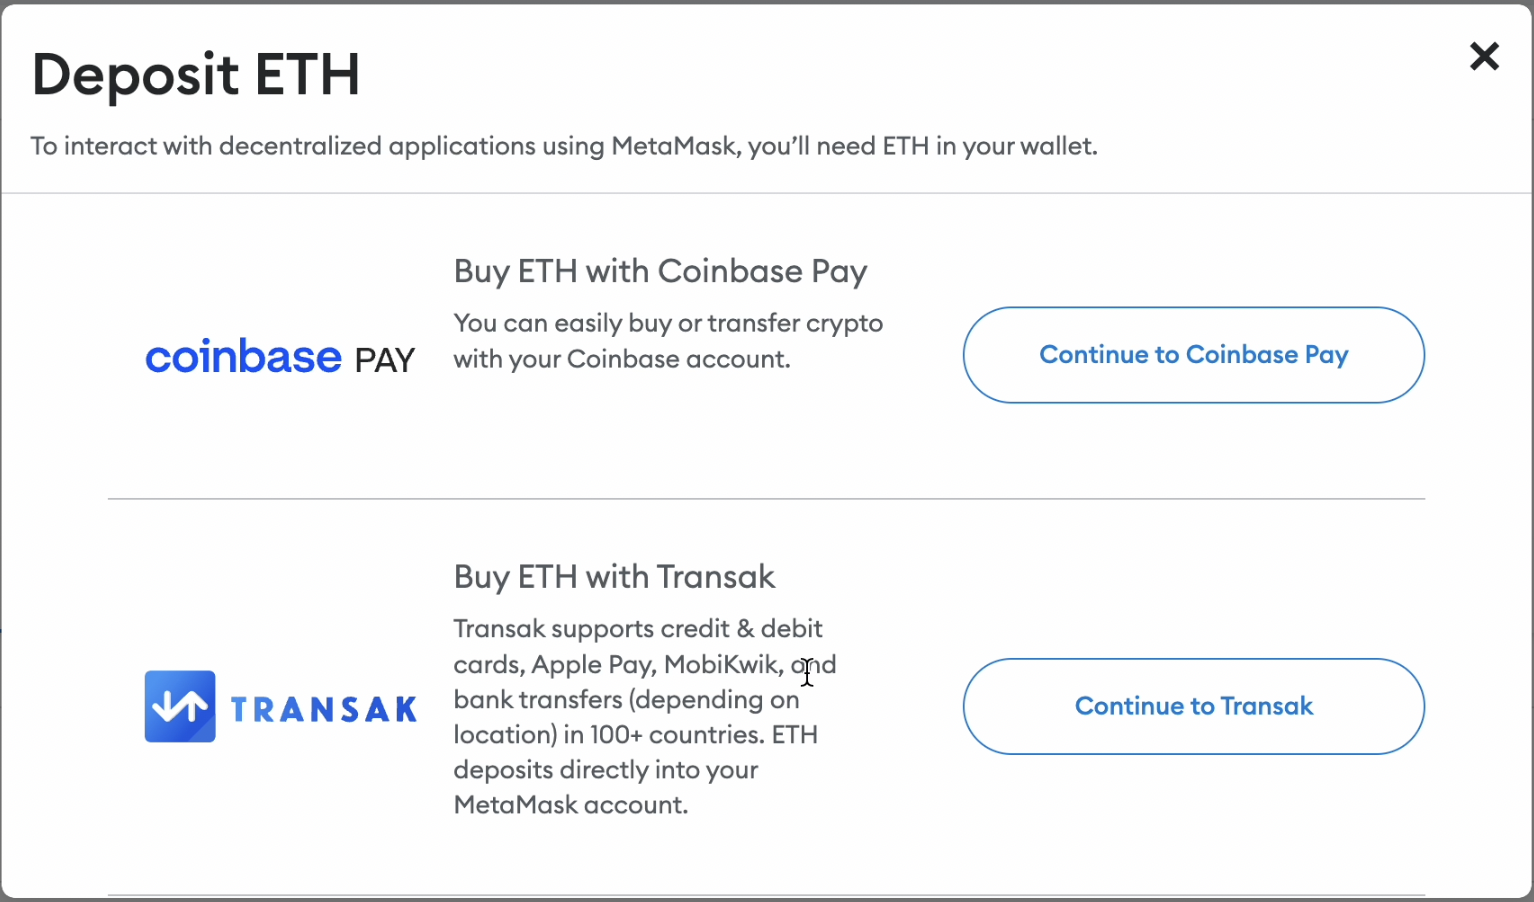 Deposit ETH
To interact with decentralized applications using MetaMask, you’ll need ETH in your wallet.
Buy ETH with Coinbase Pay
You can easily buy or transfer crypto
with your Coinbase account.
coinbase PAY
Continue to Coinbase Pay
Buy ETH with Transak
Transak supports credit & debit
cards, Apple Pay, MobiKwik, and
bank transfers (depending on
location) in 100+ countries. ETH
deposits directly into your
MetaMask account.
TRANSAK
Continue to Transak